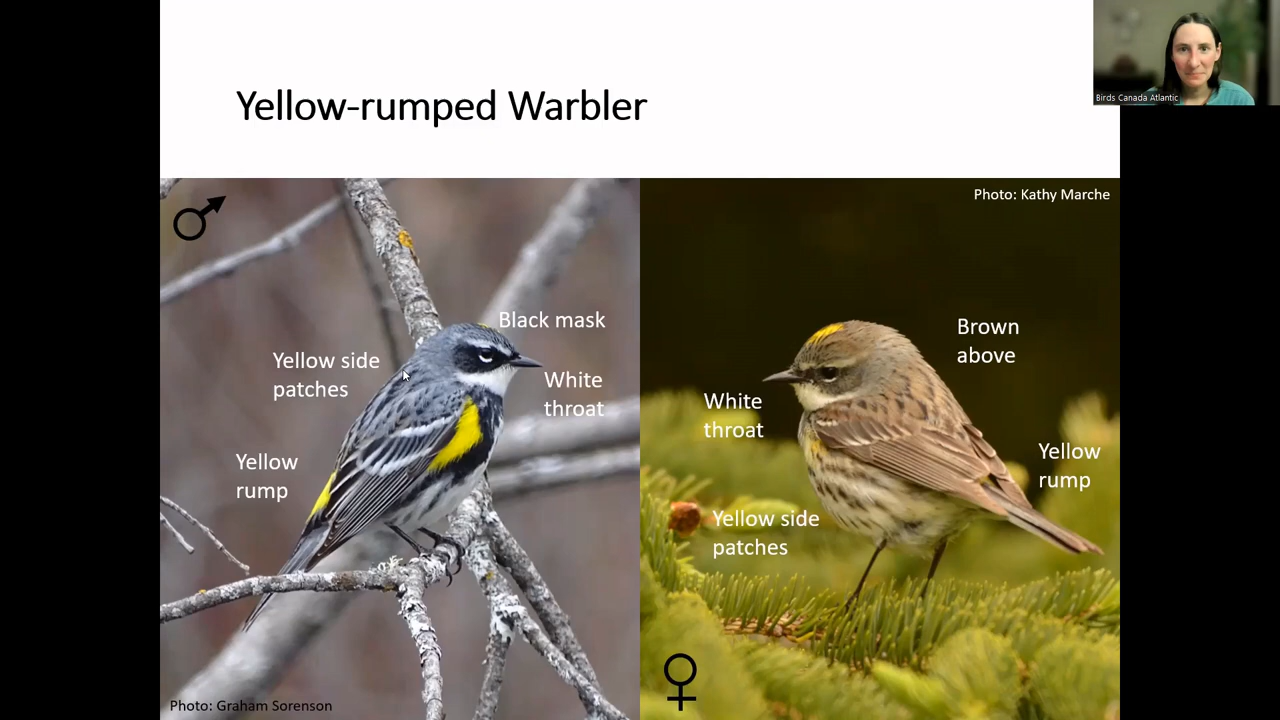 Yellow-rumped Warbler
Birds Canada Atlantic
Photo: Kathy Marche
Black mask
Yellow side
patches
White
throat
Yellow
rump
Photo: Graham Sorenson
Brown
above
White
throat
Yellow
rump
Yellow side
patches